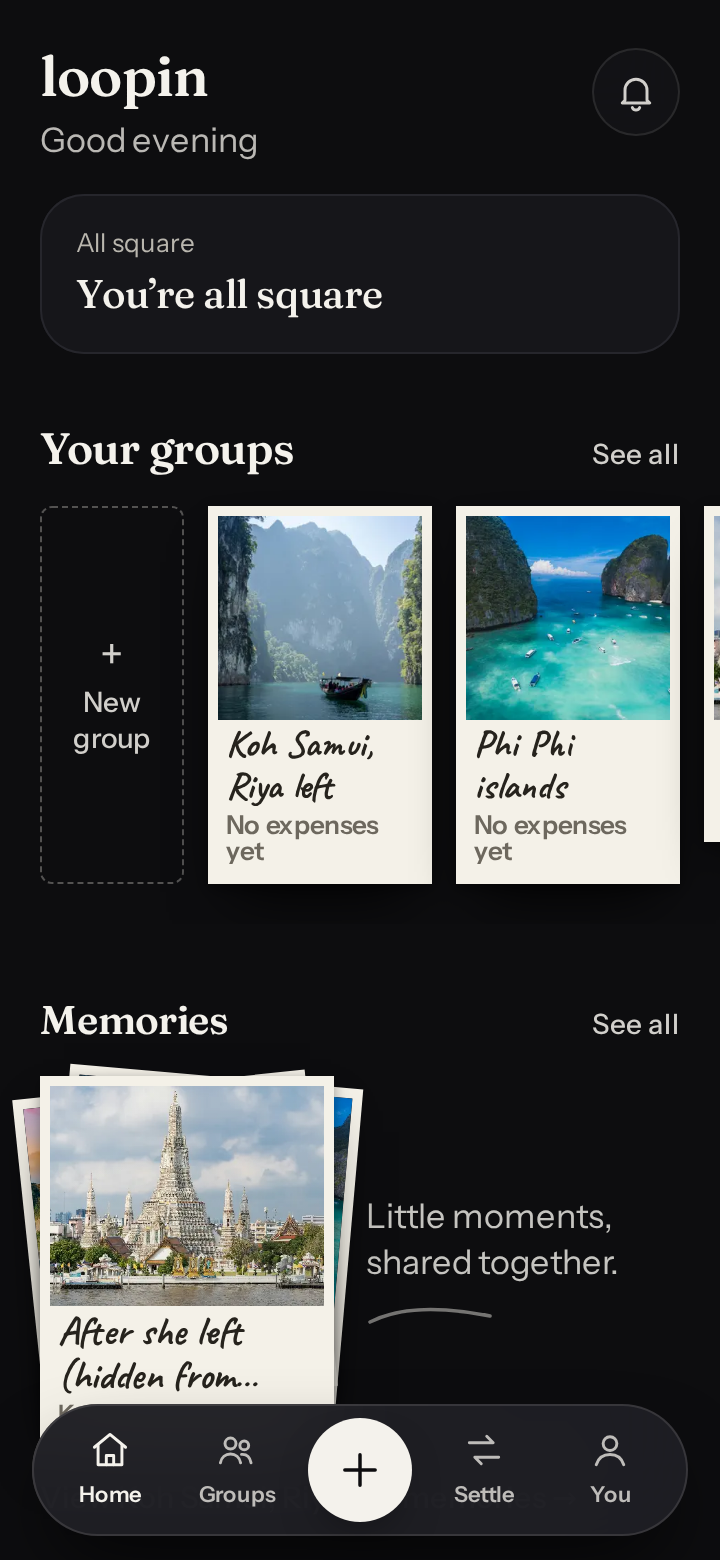 loopin
Good evening
All square
You’re all square
Your groups
See all
+
New
group
Koh Samui,
Riya left
No expenses
yet
Phi Phi
islands
No expenses
yet
Memories
See all
Little moments,
shared together.
After she left
(hidden from...
Home
Groups
Settle
You